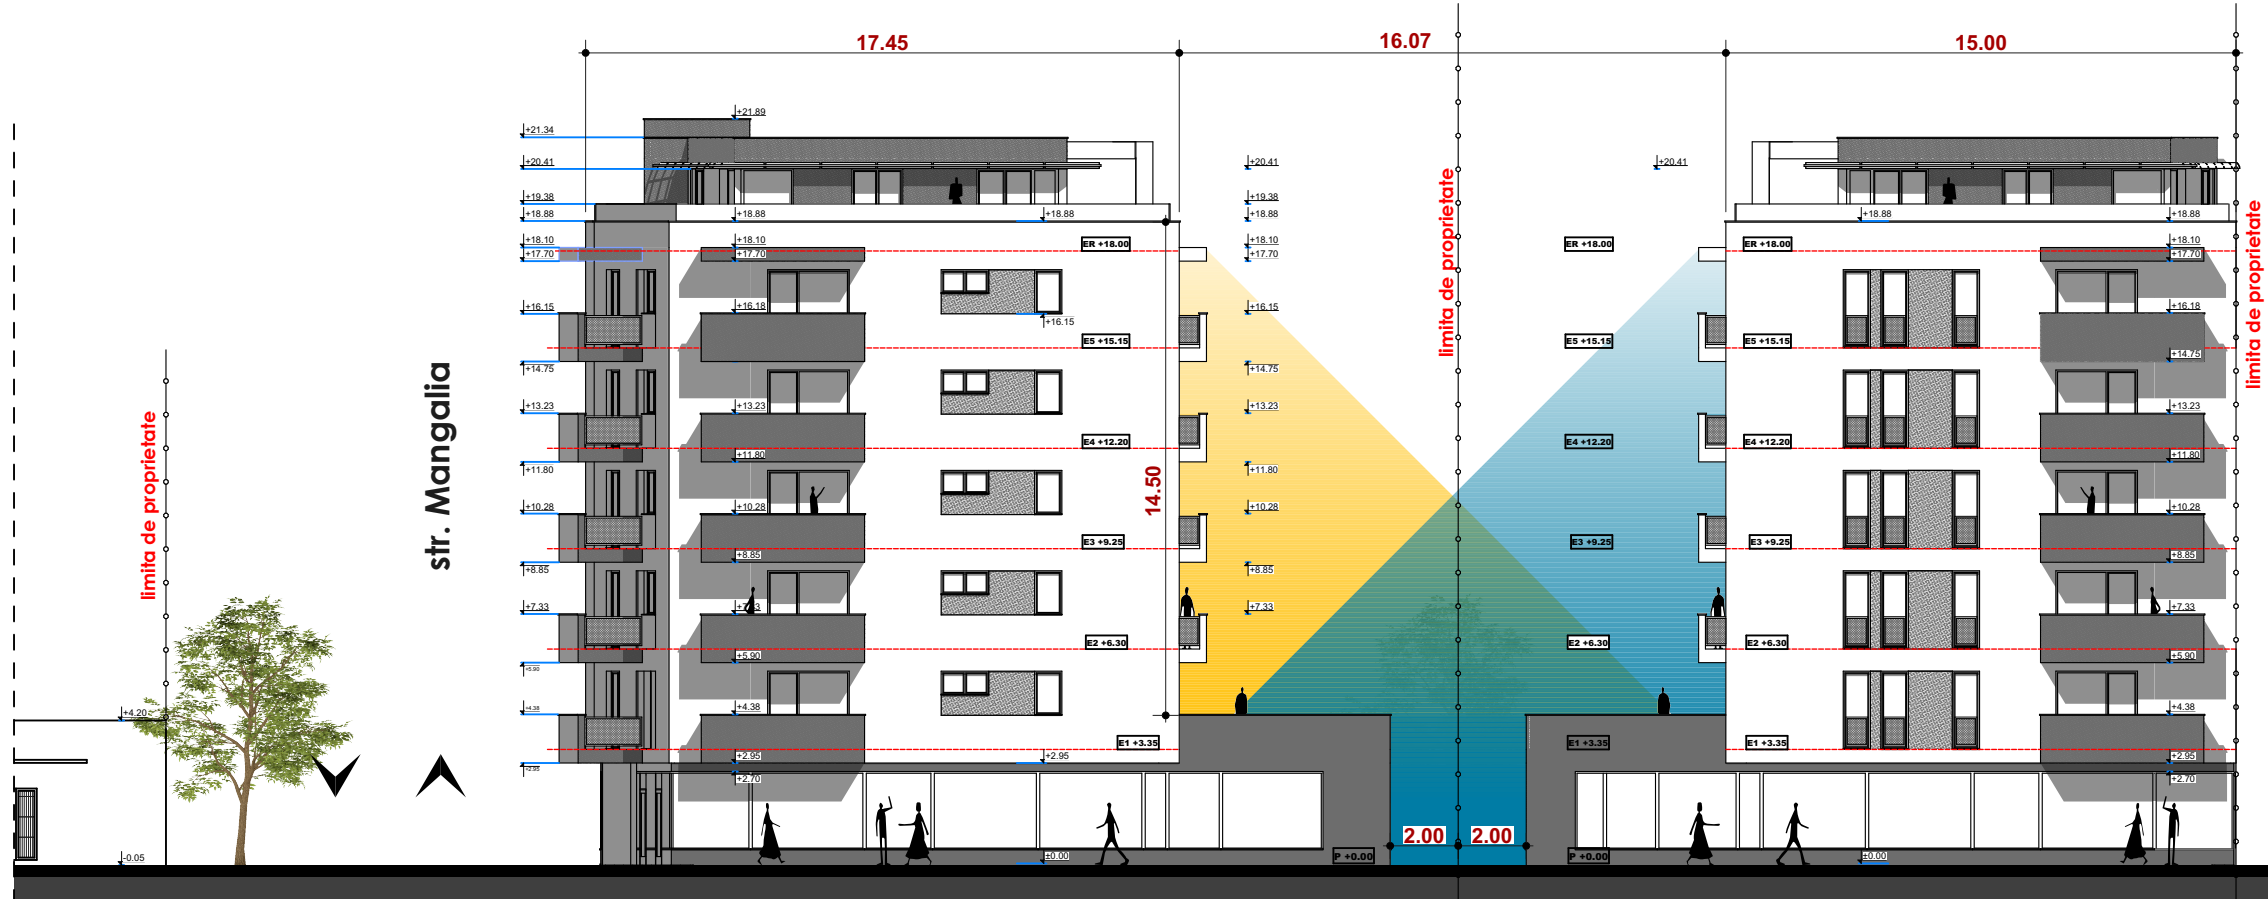 17.45
16.07
15.00
+21.89
+21.34
+20.41
+20.41
+20.41
+19.38
+19.38
+18.88
+18.88
+18.88
+18.88
+18.88
+18.88
+18.10
+18.10
ER +18.00
+18.10
ER +18.00
ER +18.00
+18.10
+17.70
+17.70
+17.70
+17.70
+16.15
+16.18
+16.15
+16.15
+16.18
E5 +15.15
E5 +15.15
E5 +15.15
+14.75
+14.75
+14.75
+13.23
+13.23
+13.23
+13.23
E4 +12.20
E4 +12.20
E4 +12.20
+11.80
+11.80
+11.80
+11.80
14.50
+10.28
+10.28
+10.28
+10.28
E3 +9.25
E3 +9.25
E3 +9.25
+8.85
+8.85
+8.85
+8.85
+7.33
+7.33
+7.33
+7.33
E2 +6.30
E2 +6.30
E2 +6.30
+5.90
+5.90
+5.90
+4.38
+4.38
+4.38
E1 +3.35
E1 +3.35
E1 +3.35
+2.95
+2.95
+2.95
+2.95
+2.70
+2.70
+4.20
-0.05
2.00
2.00
±0.00
P +0.00
P +0.00
±0.00
limita de proprietate
str. Mangalia
limita de proprietate
limita de proprietate